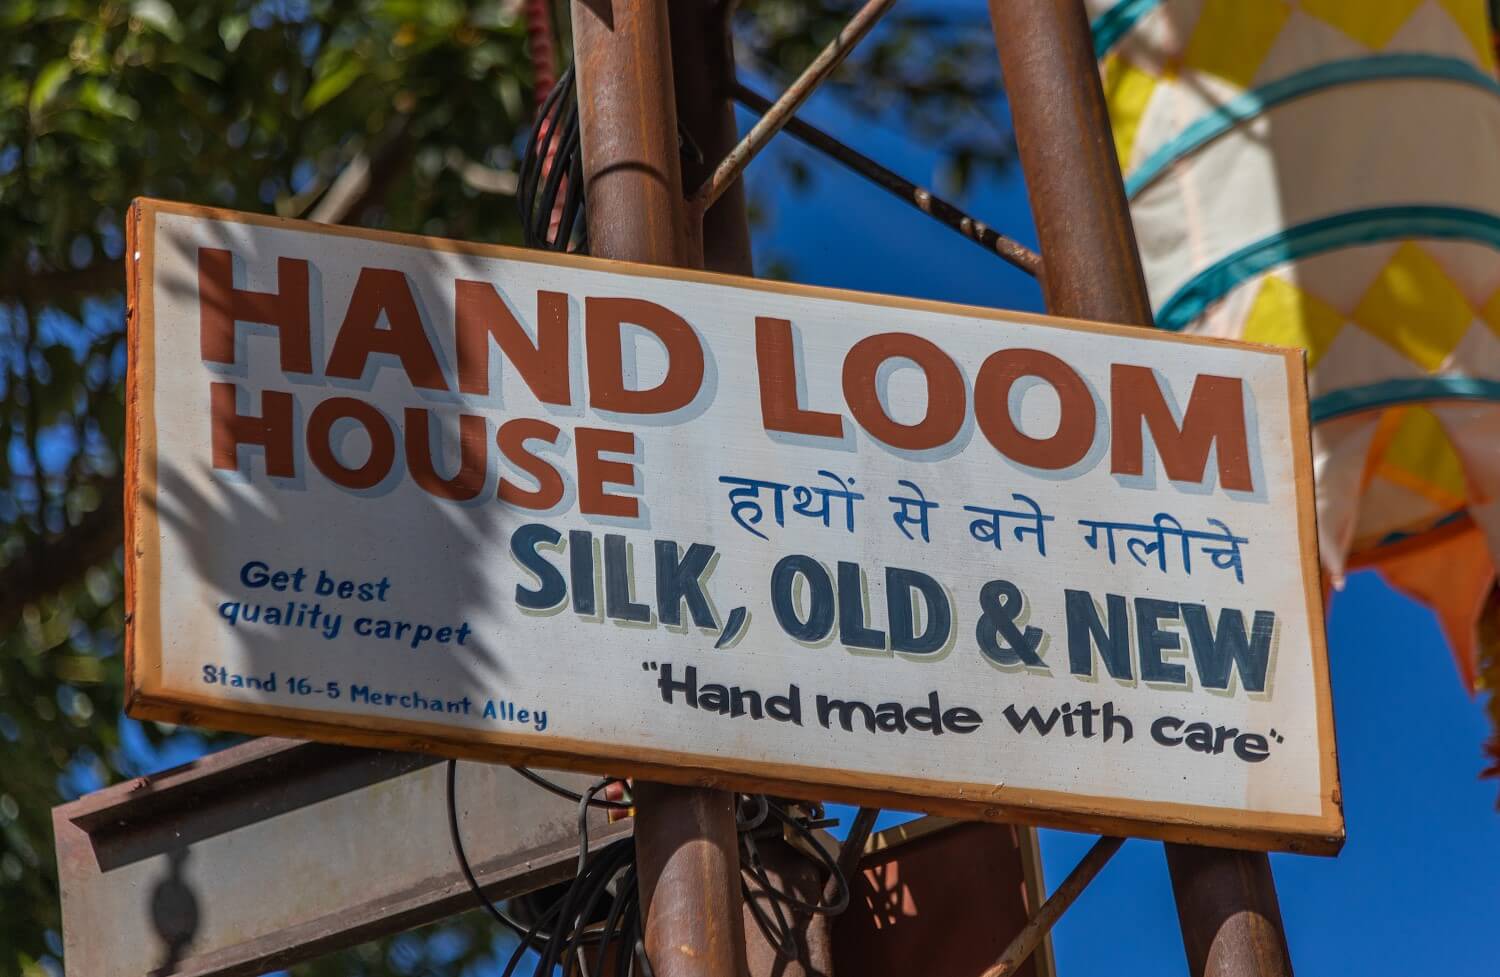 HAND LOOM
HOUSE
हाथों से बने गलीचे
SILK, OLD & NEW
Get best
quality carpet
"Hand made with care"
Stand 16-5 Merchant Alley